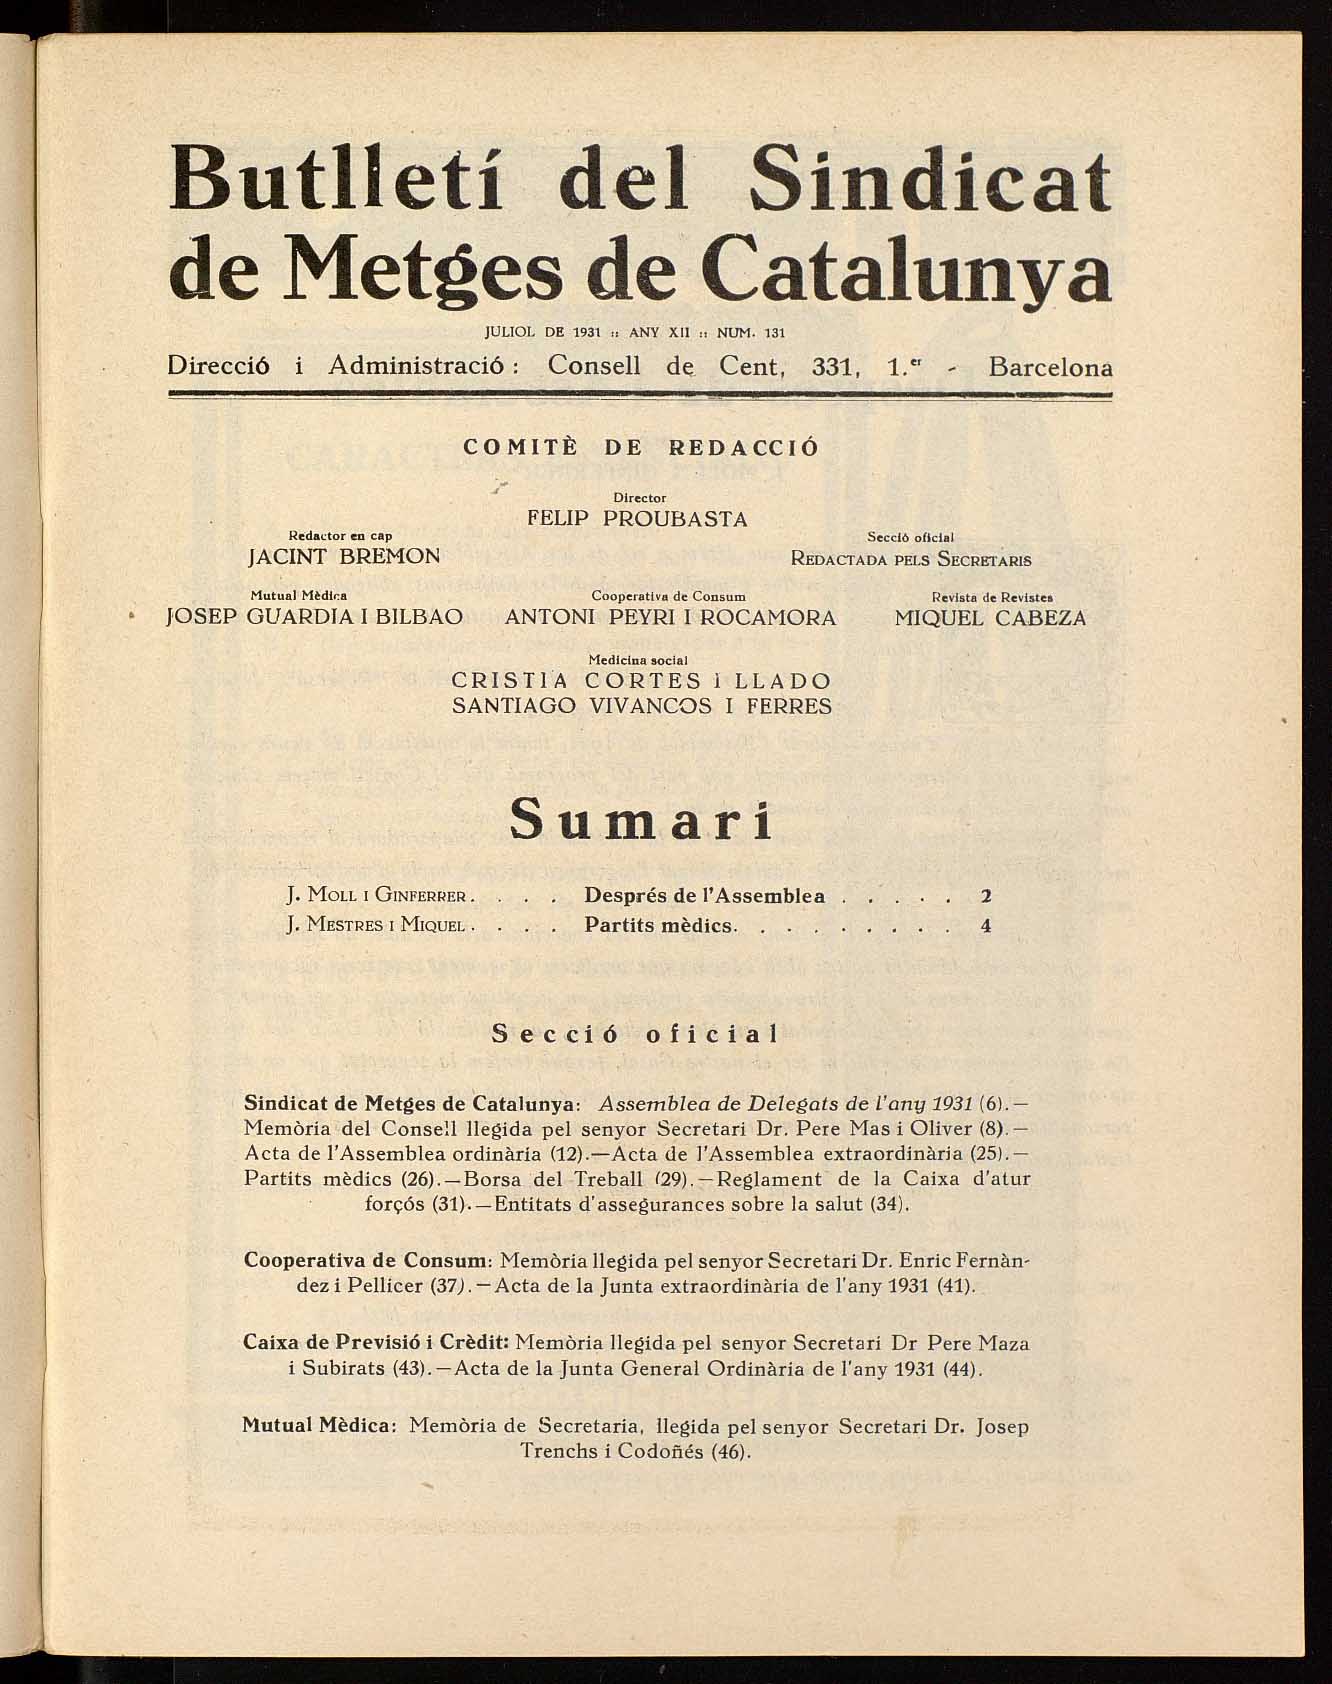 Butlletí del Sindicat
de Metges de Catalunya
JULIOL DE 1931 :: ANY XII :: NUM. 131
Direcció i Administració : Consell de Cent, 331, 1.er - Barcelona
COMITÈ DE REDACCIÓ
Director
FELIP PROUBASTA
Redactor en cap
JACINT BREMON
Secció oficial
REDACTADA PELS SECRETARIS
Mutual Mèdica
JOSEP GUARDIA I BILBAO
Cooperativa de Consum
ANTONI PEYRI I ROCAMORA
Revista de Revistes
MIQUEL CABEZA
Medicina social
CRISTIA CORTES i LLADO
SANTIAGO VIVANCOS I FERRES
Sumari
J. MOLL I GINFERRER. . . . . Després de l'Assemblea . . . . . 2
J. MESTRES I MIQUEL. . . . . Partits mèdics. . . . . . . . . 4
Secció oficial
Sindicat de Metges de Catalunya: Assemblea de Delegats de l'any 1931 (6).—
Memòria del Consell llegida pel senyor Secretari Dr. Pere Mas i Oliver (8).—
Acta de l'Assemblea ordinària (12).—Acta de l'Assemblea extraordinària (25).—
Partits mèdics (26).—Borsa del Treball (29).—Reglament de la Caixa d'atur
forçós (31).—Entitats d'assegurances sobre la salut (34).
Cooperativa de Consum: Memòria llegida pel senyor Secretari Dr. Enric Fernàn-
dez i Pellicer (37).—Acta de la Junta extraordinària de l'any 1931 (41).
Caixa de Previsió i Crèdit: Memòria llegida pel senyor Secretari Dr Pere Maza
i Subirats (43).—Acta de la Junta General Ordinària de l'any 1931 (44).
Mutual Mèdica: Memòria de Secretaria, llegida pel senyor Secretari Dr. Josep
Trenchs i Codoñés (46).